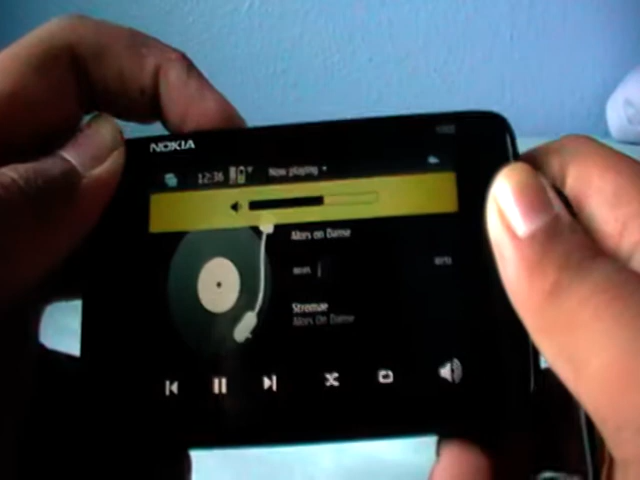 NOKIA
12:36 Now playing
Alors on Danse
Stromae
Alors On Danse